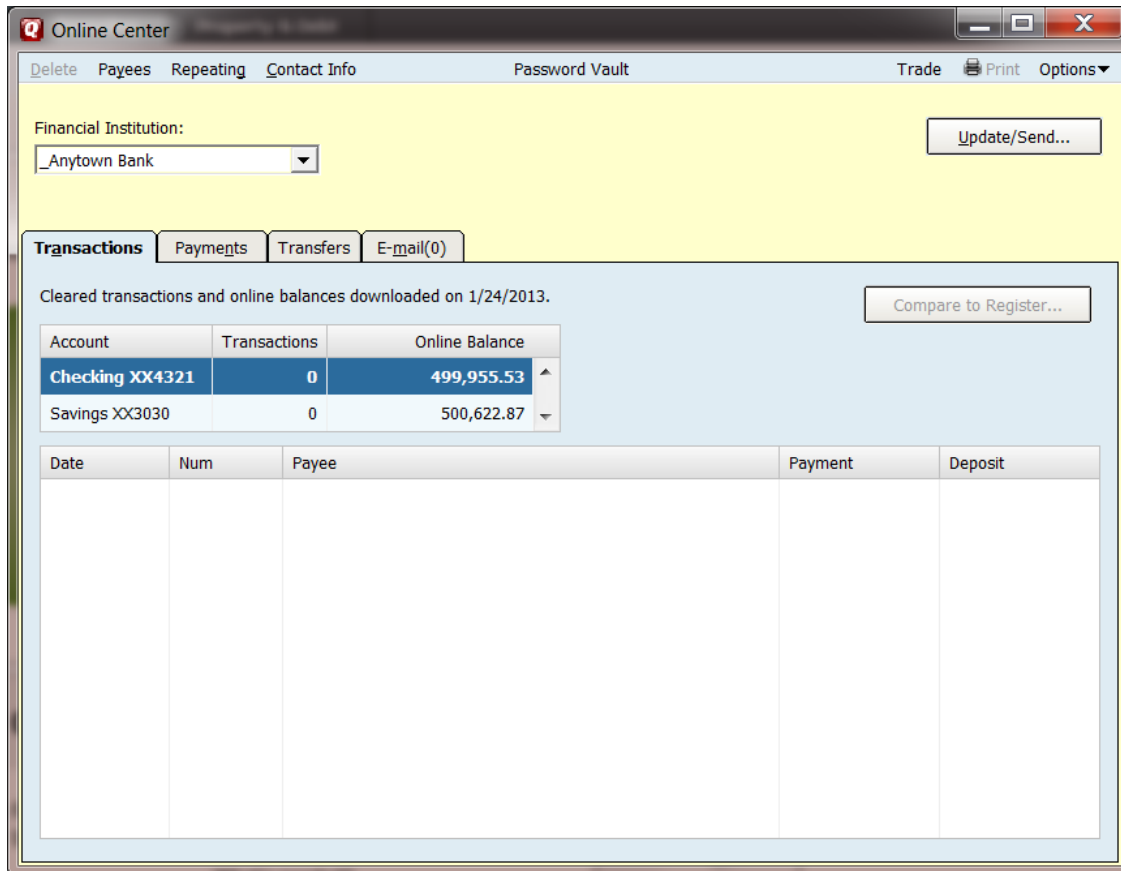 Online Center
Delete Payees Repeating Contact Info Password Vault Trade Print Options
Financial Institution:
Update/Send...
_Anytown Bank
Transactions Payments Transfers E-mail(0)
Cleared transactions and online balances downloaded on 1/24/2013.
Compare to Register...
Account Transactions Online Balance
Checking XX4321 0 499,955.53
Savings XX3030 0 500,622.87
Date Num Payee Payment Deposit